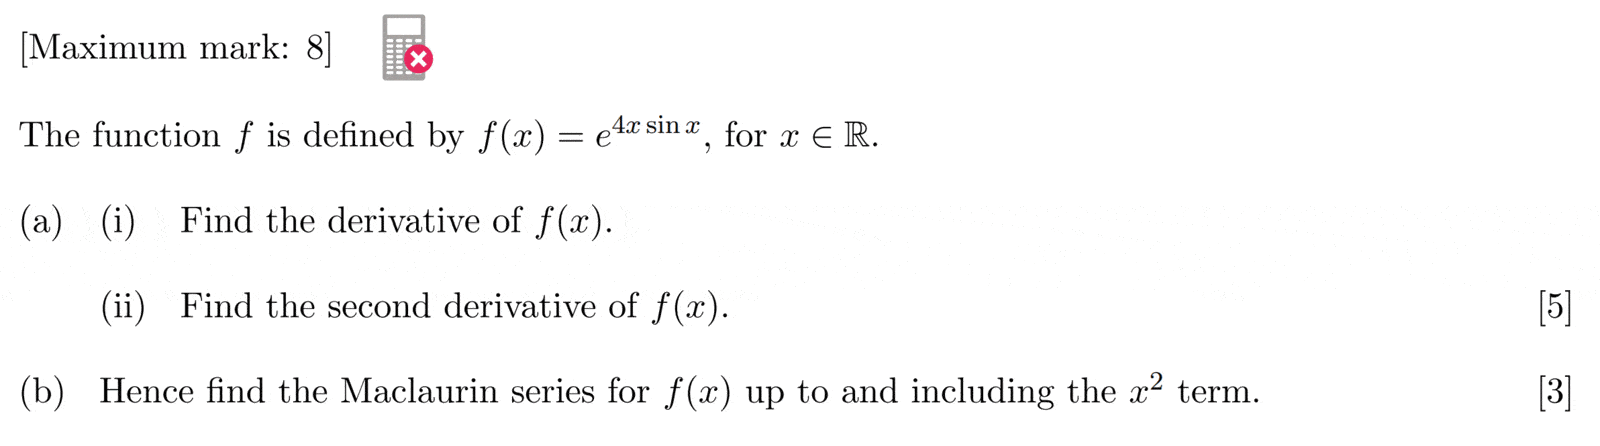 [Maximum mark: 8]
The function f is defined by f(x) = e^{4x sin x}, for x ∈ ℝ.
(a) (i) Find the derivative of f(x).
(ii) Find the second derivative of f(x). [5]
(b) Hence find the Maclaurin series for f(x) up to and including the x² term. [3]